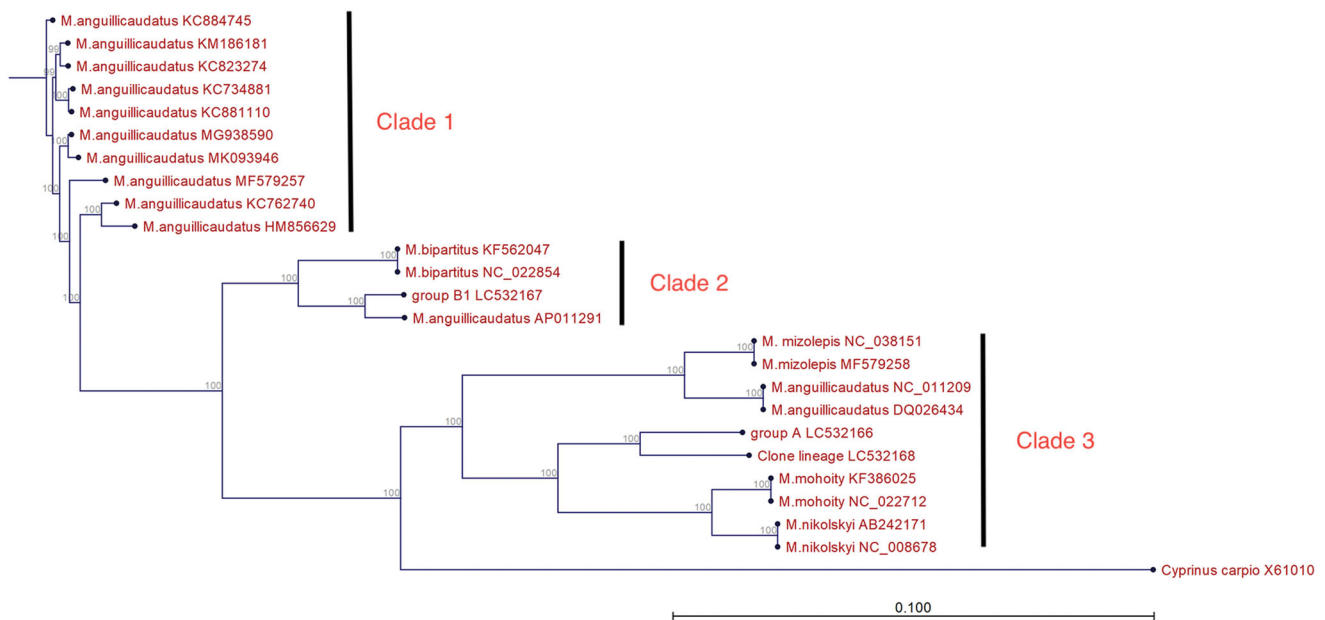 M.anguillicaudatus KC884745
99
M.anguillicaudatus KM186181
99
M.anguillicaudatus KC823274
M.anguillicaudatus KC734881
100
M.anguillicaudatus KC881110
Clade 1
M.anguillicaudatus MG938590
100
M.anguillicaudatus MK093946
100
M.anguillicaudatus MF579257
M.anguillicaudatus KC762740
100
M.anguillicaudatus HM856629
100
M.bipartitus KF562047
100
M.bipartitus NC_022854
100
Clade 2
group B1 LC532167
100
M.anguillicaudatus AP011291
100
M. mizolepis NC_038151
100
M.mizolepis MF579258
100
M.anguillicaudatus NC_011209
100
M.anguillicaudatus DQ026434
100
100
group A LC532166
100
Clade 3
Clone lineage LC532168
100
M.mohoity KF386025
100
M.mohoity NC_022712
100
100
M.nikolskyi AB242171
100
M.nikolskyi NC_008678
Cyprinus carpio X61010
0.100